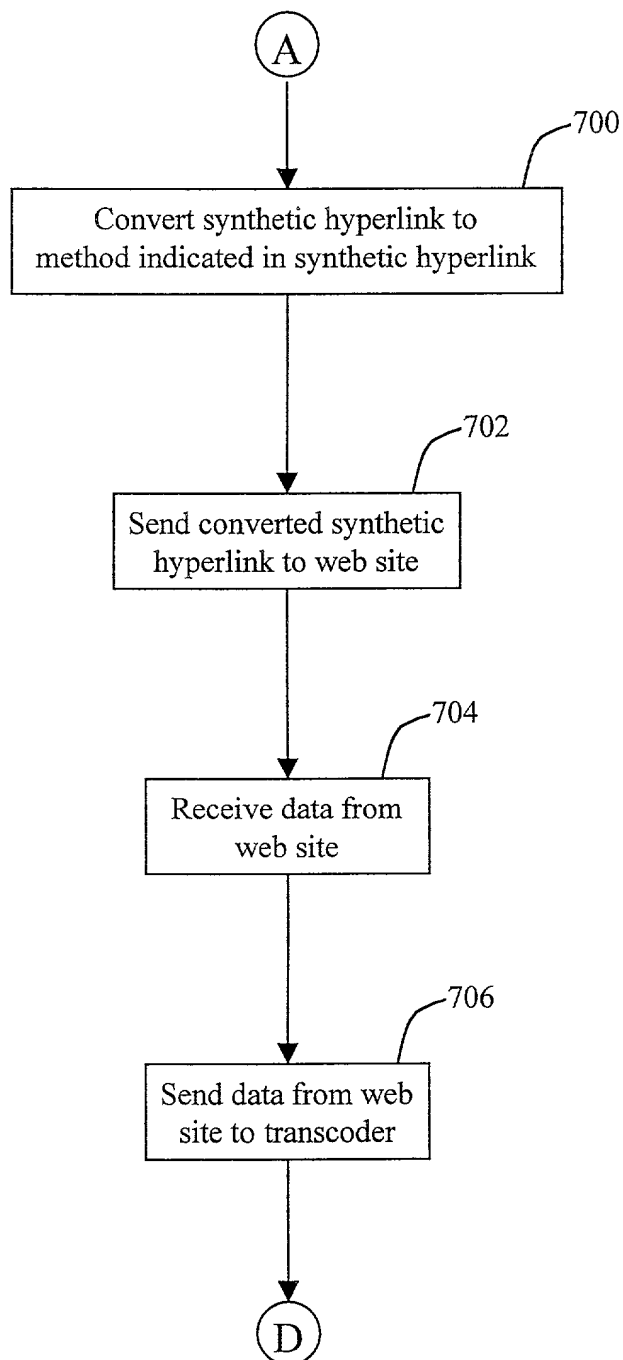 A
700
Convert synthetic hyperlink to
method indicated in synthetic hyperlink
702
Send converted synthetic
hyperlink to web site
704
Receive data from
web site
706
Send data from web
site to transcoder
D